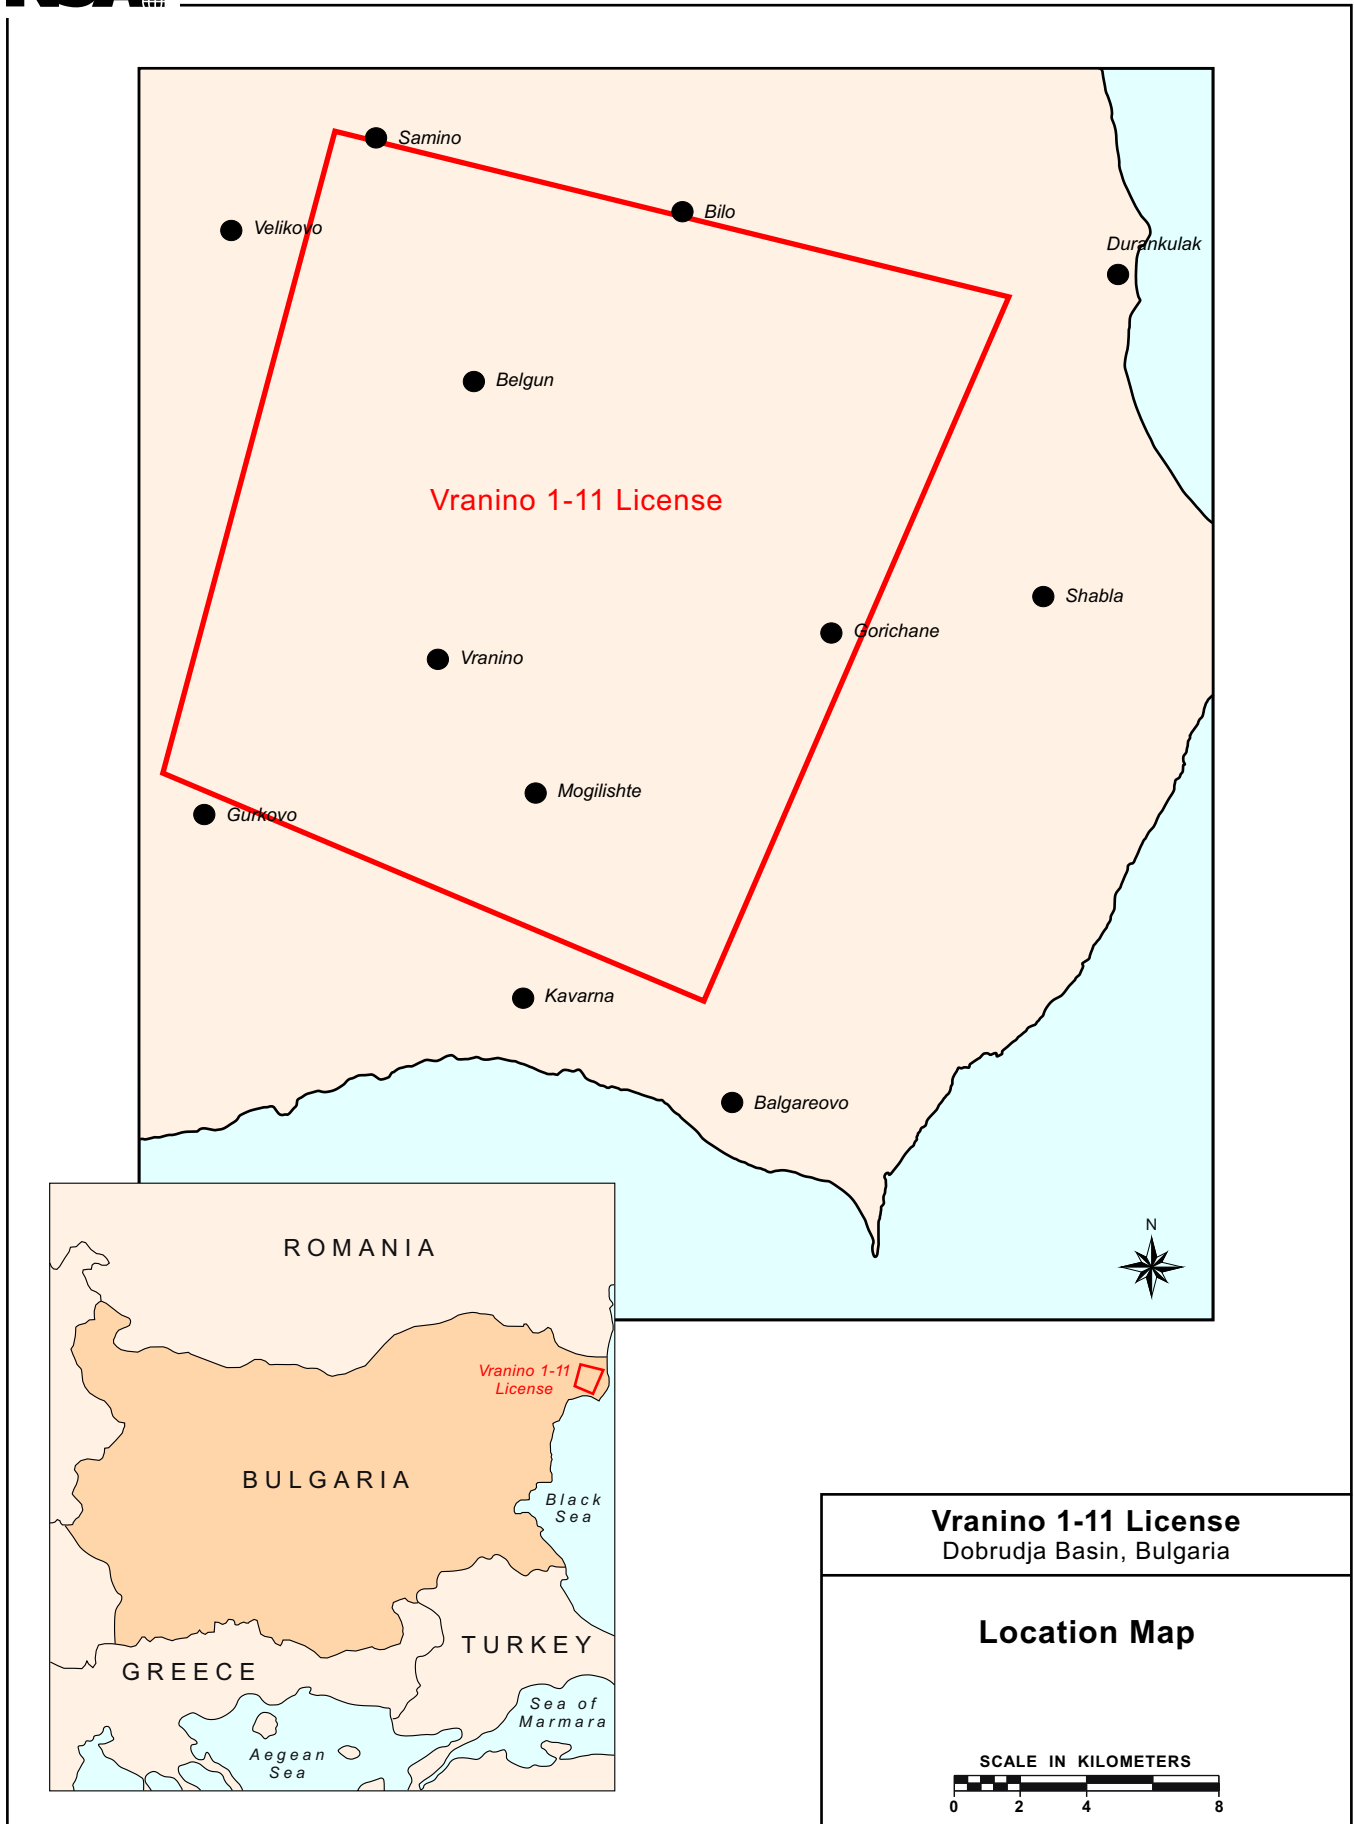 Samino
Bilo
Velikovo
Durankulak
Belgun
Vranino 1-11 License
Shabla
Gorichane
Vranino
Mogilishte
Gurkovo
Kavarna
Balgareovo
N
ROMANIA
Vranino 1-11
License
BULGARIA
Black
Sea
TURKEY
GREECE
Sea of
Marmara
Aegean
Sea
Vranino 1-11 License
Dobrudja Basin, Bulgaria
Location Map
SCALE IN KILOMETERS
0 2 4 8